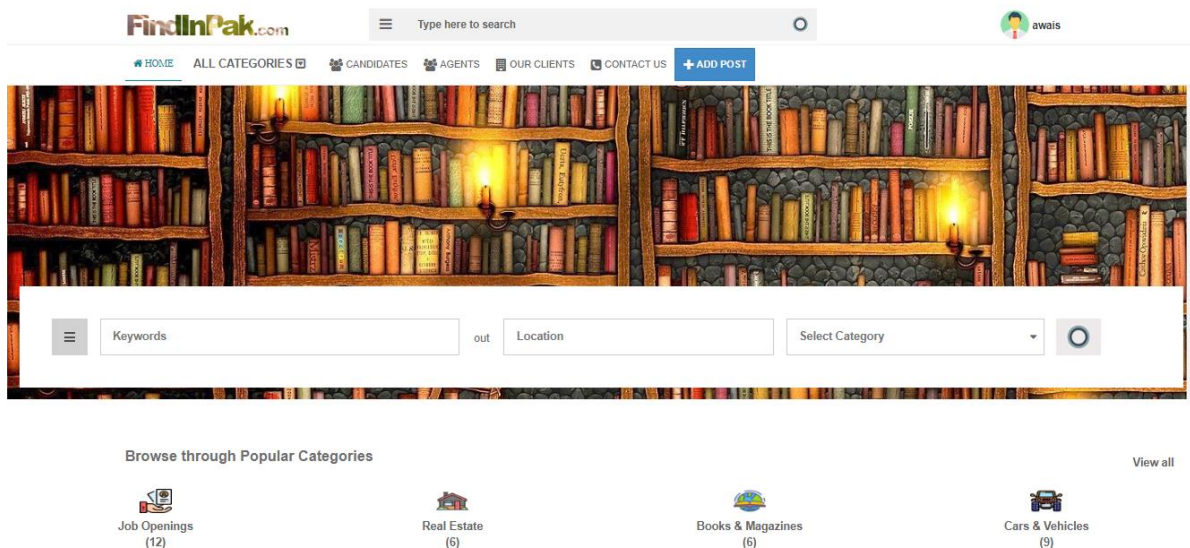 FindInPak.com
Type here to search
awais
HOME
ALL CATEGORIES
CANDIDATES
AGENTS
OUR CLIENTS
CONTACT US
+ ADD POST
Keywords
out
Location
Select Category
Browse through Popular Categories
View all
Job Openings
(12)
Real Estate
(6)
Books & Magazines
(6)
Cars & Vehicles
(9)